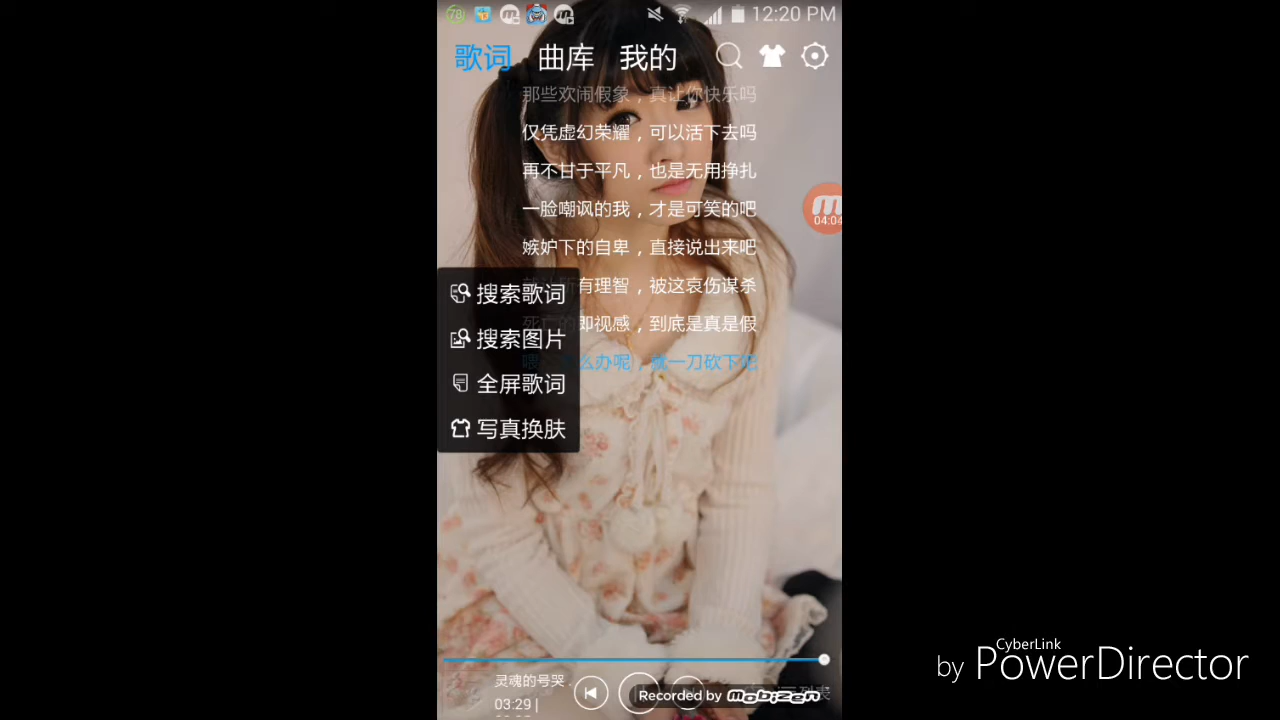 78
12:20 PM
歌词 曲库 我的
那些欢闹假象，真让你快乐吗
仅凭虚幻荣耀，可以活下去吗
再不甘于平凡，也是无用挣扎
一脸嘲讽的我，才是可笑的吧
04:04
嫉妒下的自卑，直接说出来吧
有理智，被这哀伤谋杀
搜索歌词
死亡的即视感，到底是真是假
搜索图片
么办呢，就一刀砍下吧
全屏歌词
写真换肤
CyberLink
by PowerDirector
灵魂的号哭 .
Recorded by mobizen
03:29 |